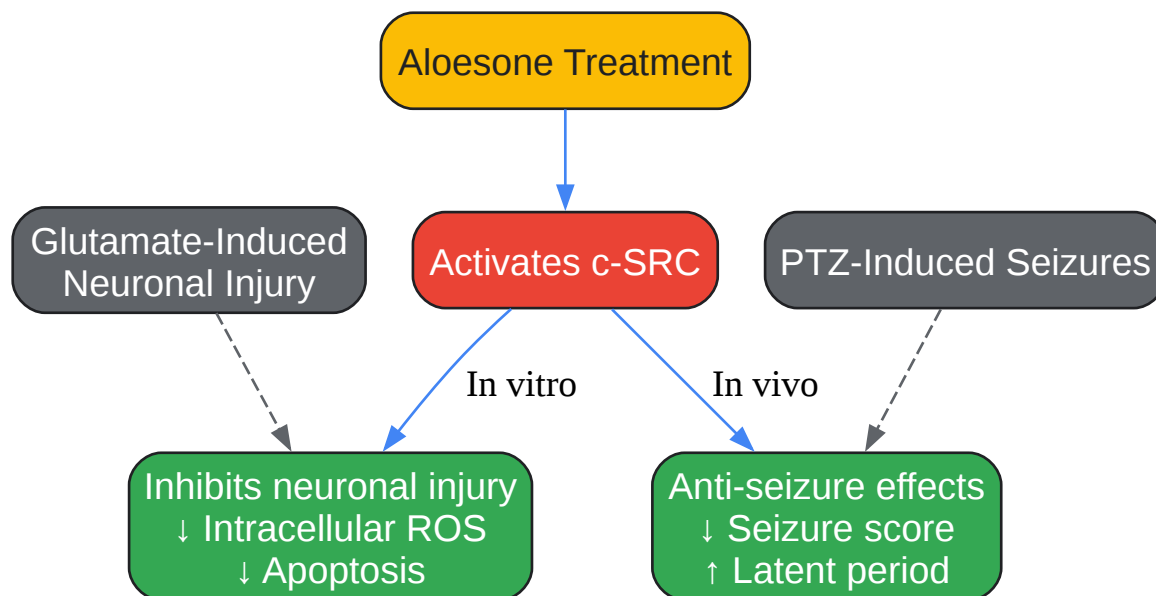 Aloesone Treatment
Glutamate-Induced
Neuronal Injury
Activates c-SRC
PTZ-Induced Seizures
In vitro
In vivo
Inhibits neuronal injury
↓ Intracellular ROS
↓ Apoptosis
Anti-seizure effects
↓ Seizure score
↑ Latent period